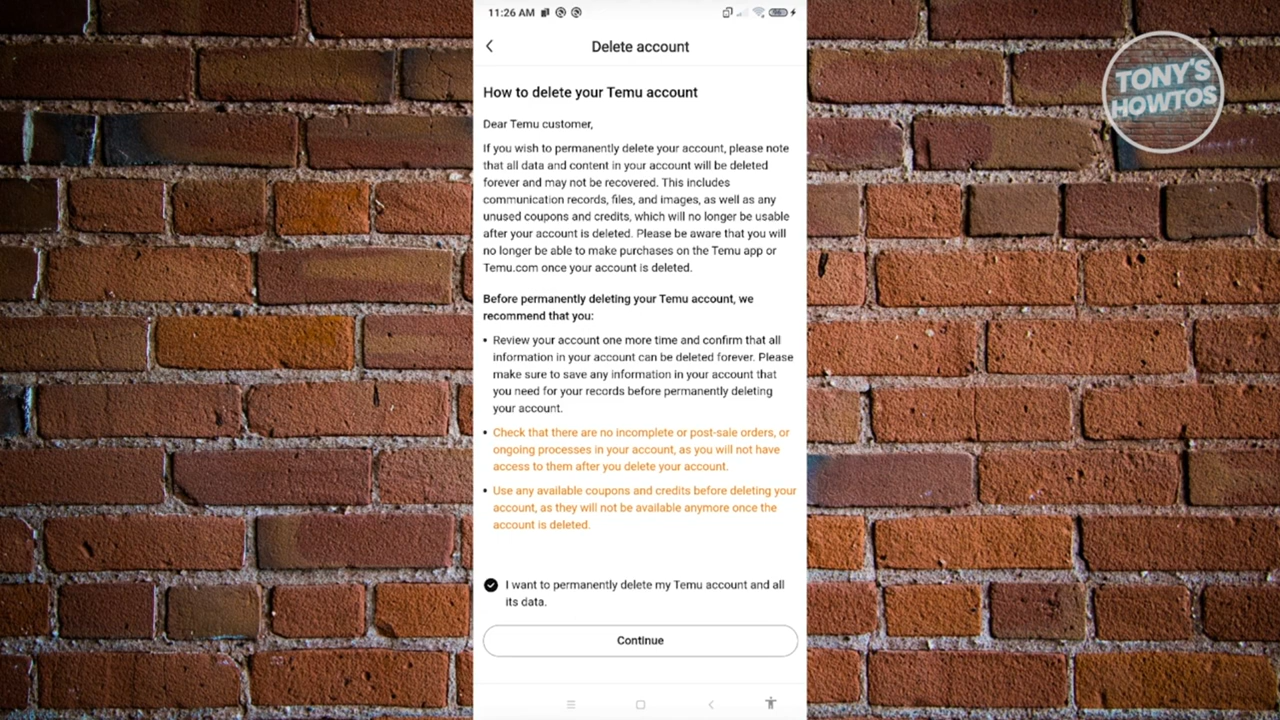 11:26 AM
Delete account
TONY'S
HOWTOS
How to delete your Temu account
Dear Temu customer,
If you wish to permanently delete your account, please note
that all data and content in your account will be deleted
forever and may not be recovered. This includes
communication records, files, and images, as well as any
unused coupons and credits, which will no longer be usable
after your account is deleted. Please be aware that you will
no longer be able to make purchases on the Temu app or
Temu.com once your account is deleted.
Before permanently deleting your Temu account, we
recommend that you:
• Review your account one more time and confirm that all
information in your account can be deleted forever. Please
make sure to save any information in your account that
you need for your records before permanently deleting
your account.
• Check that there are no incomplete or post-sale orders, or
ongoing processes in your account, as you will not have
access to them after you delete your account.
• Use any available coupons and credits before deleting your
account, as they will not be available anymore once the
account is deleted.
I want to permanently delete my Temu account and all
its data.
Continue